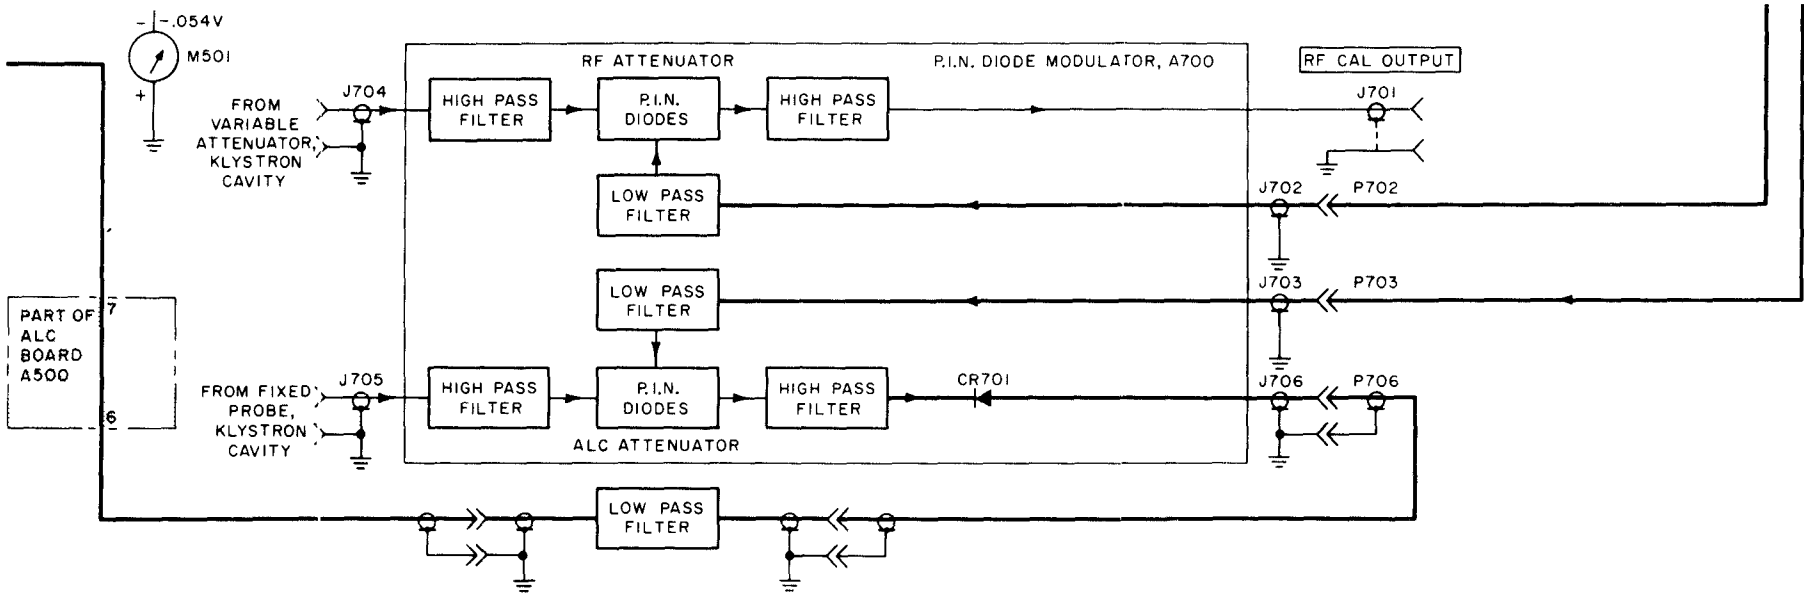 -.054V
-
M501
+
RF ATTENUATOR
P.I.N. DIODE MODULATOR, A700
RF CAL OUTPUT
J704
FROM
VARIABLE
ATTENUATOR,
KLYSTRON
CAVITY
HIGH PASS
FILTER
P.I.N.
DIODES
HIGH PASS
FILTER
J701
LOW PASS
FILTER
J702
P702
LOW PASS
FILTER
J703
P703
PART OF
ALC
BOARD
A500
7
6
FROM FIXED
PROBE,
KLYSTRON
CAVITY
J705
HIGH PASS
FILTER
P.I.N.
DIODES
HIGH PASS
FILTER
CR701
J706
P706
ALC ATTENUATOR
LOW PASS
FILTER